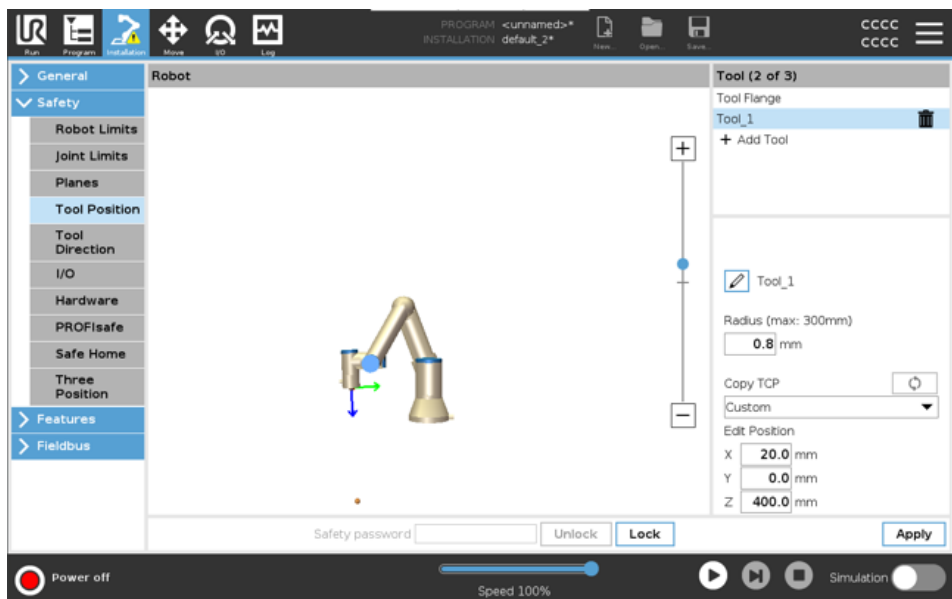 UR
PROGRAM <unnamed>*
INSTALLATION default_2*
CCCC
CCCC
Run Program Installation Move I/O Log New... Open... Save...
General
Safety
Robot Limits
Joint Limits
Planes
Tool Position
Tool
Direction
I/O
Hardware
PROFIsafe
Safe Home
Three
Position
Features
Fieldbus
Robot
Safety password Unlock Lock
Tool (2 of 3)
Tool Flange
Tool_1
+ Add Tool
Tool_1
Radius (max: 300mm)
0.8 mm
Copy TCP
Custom
Edit Position
X 20.0 mm
Y 0.0 mm
Z 400.0 mm
Apply
Power off
Speed 100%
Simulation